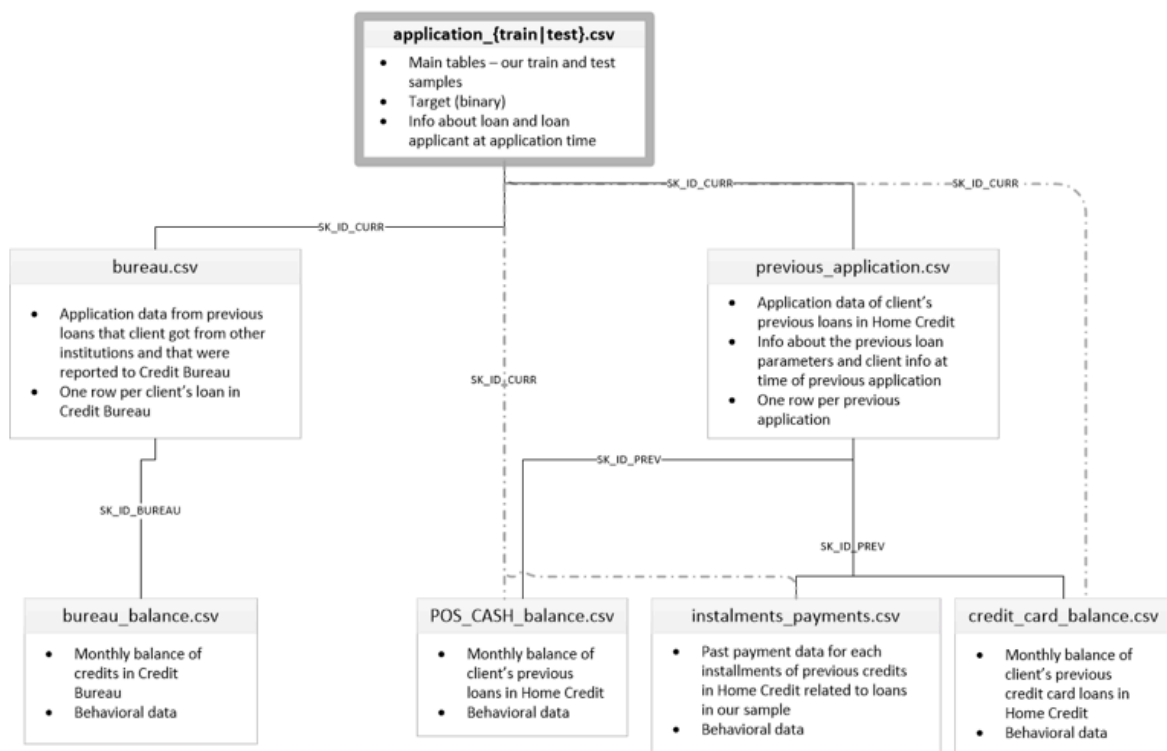 application_{train|test}.csv
• Main tables – our train and test
samples
• Target (binary)
• Info about loan and loan
applicant at application time
SK_ID_CURR
SK_ID_CURR
SK_ID_CURR
bureau.csv
• Application data from previous
loans that client got from other
institutions and that were
reported to Credit Bureau
• One row per client's loan in
Credit Bureau
SK_ID_CURR
previous_application.csv
• Application data of client's
previous loans in Home Credit
• Info about the previous loan
parameters and client info at
time of previous application
• One row per previous
application
SK_ID_PREV
SK_ID_BUREAU
SK_ID_PREV
bureau_balance.csv
• Monthly balance of
credits in Credit
Bureau
• Behavioral data
POS_CASH_balance.csv
• Monthly balance of
client's previous
loans in Home Credit
• Behavioral data
instalments_payments.csv
• Past payment data for each
installments of previous credits
in Home Credit related to loans
in our sample
• Behavioral data
credit_card_balance.csv
• Monthly balance of
client's previous
credit card loans in
Home Credit
• Behavioral data